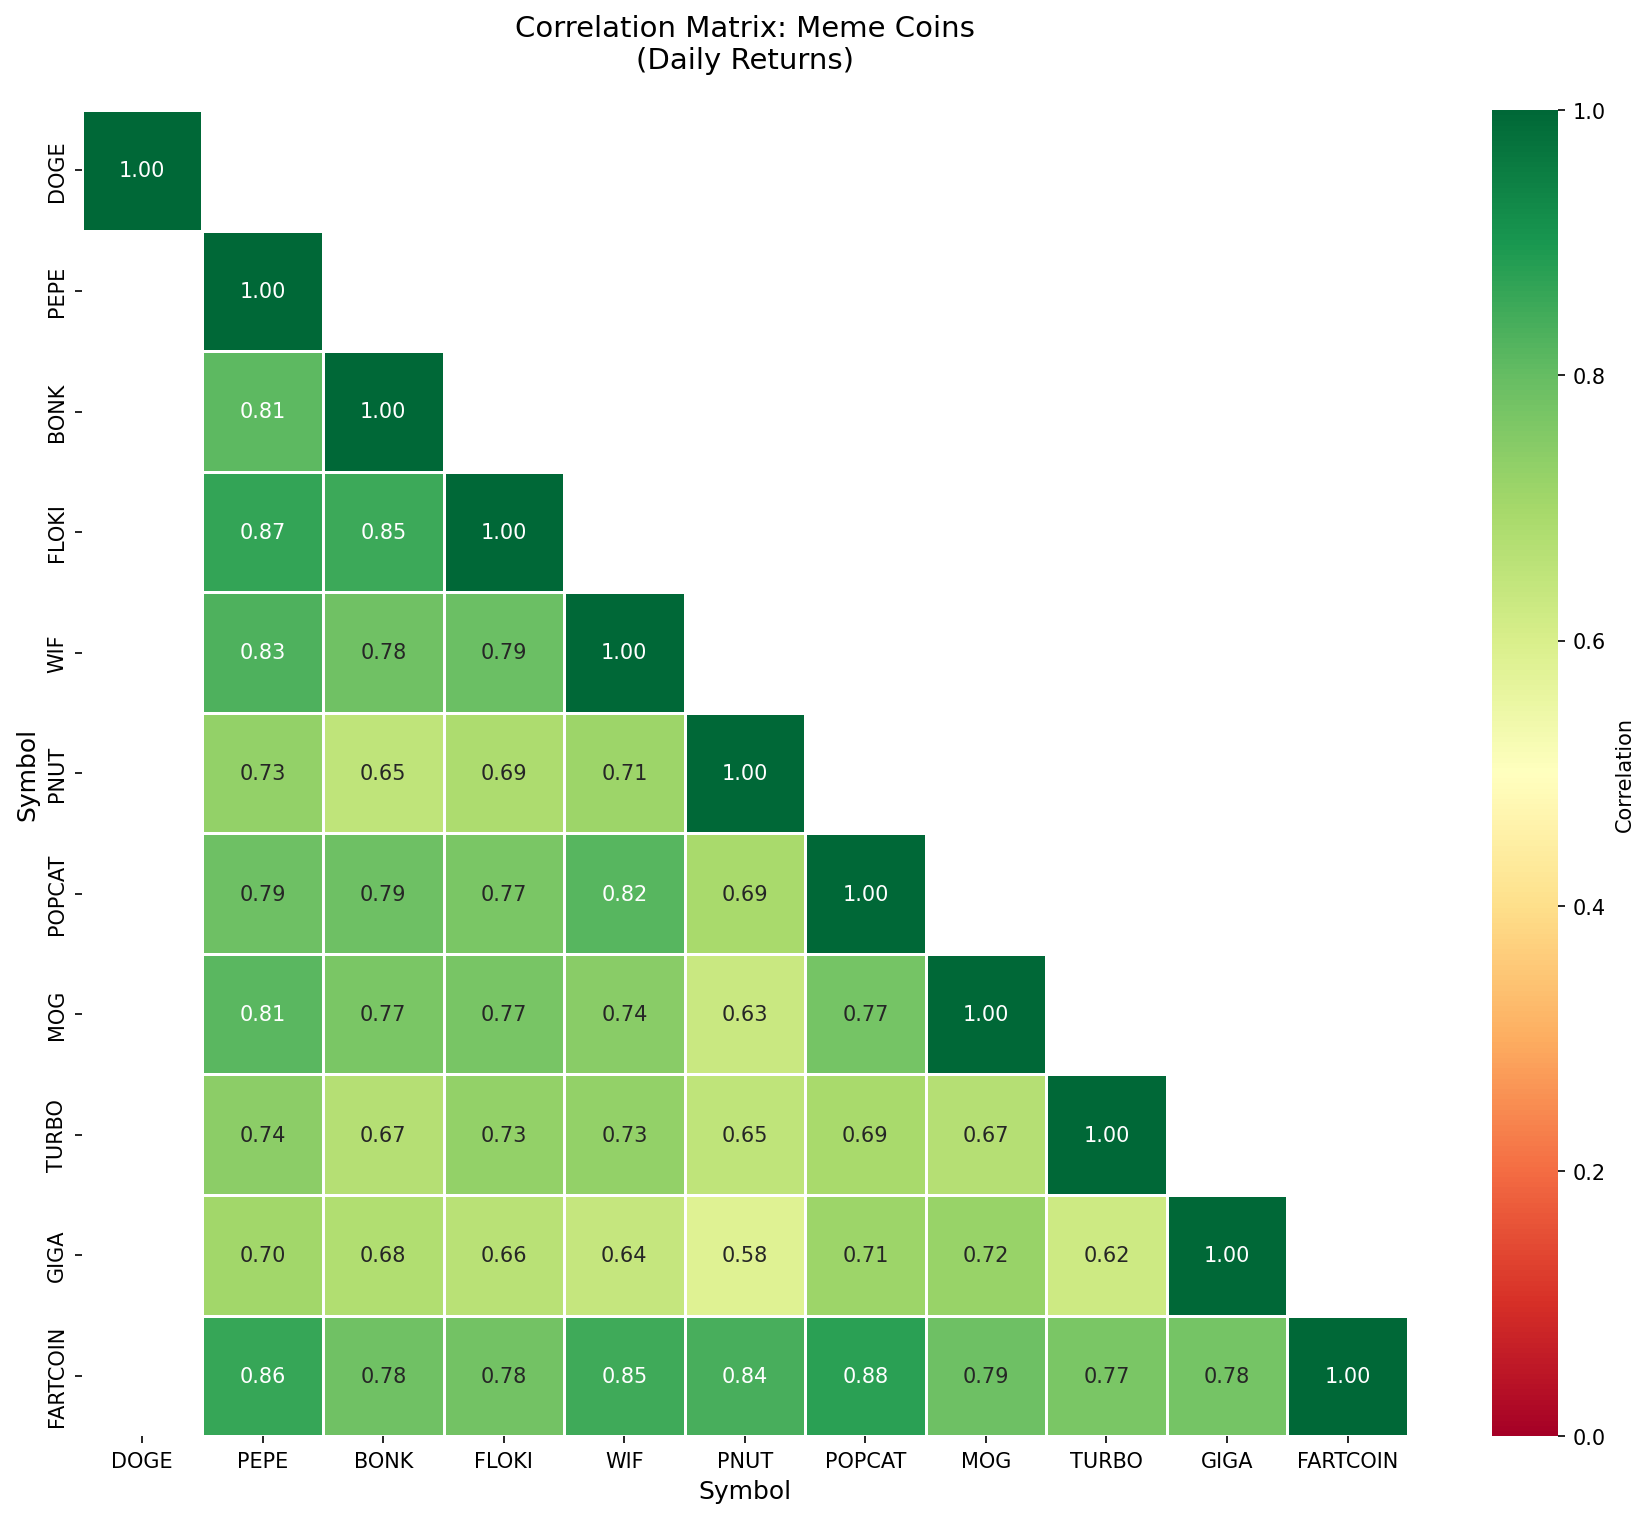 Correlation Matrix: Meme Coins
(Daily Returns)
DOGE 1.00
PEPE 1.00
BONK 0.81 1.00
FLOKI 0.87 0.85 1.00
WIF 0.83 0.78 0.79 1.00
PNUT 0.73 0.65 0.69 0.71 1.00
POPCAT 0.79 0.79 0.77 0.82 0.69 1.00
MOG 0.81 0.77 0.77 0.74 0.63 0.77 1.00
TURBO 0.74 0.67 0.73 0.73 0.65 0.69 0.67 1.00
GIGA 0.70 0.68 0.66 0.64 0.58 0.71 0.72 0.62 1.00
FARTCOIN 0.86 0.78 0.78 0.85 0.84 0.88 0.79 0.77 0.78 1.00
DOGE PEPE BONK FLOKI WIF PNUT POPCAT MOG TURBO GIGA FARTCOIN
Symbol
Symbol
1.0
0.8
0.6
0.4
0.2
0.0
Correlation